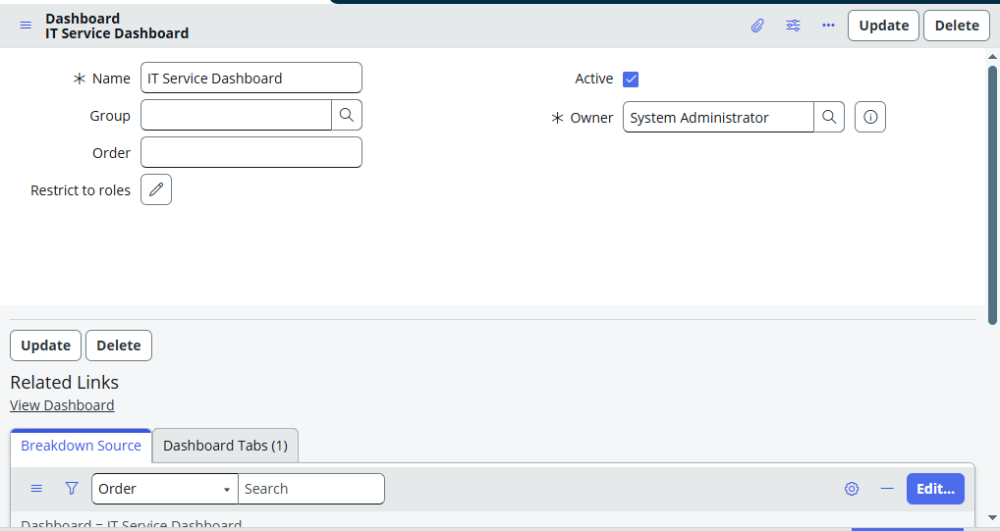 Dashboard
IT Service Dashboard
Update
Delete
Name
IT Service Dashboard
Active
Group
Owner
System Administrator
Order
Restrict to roles
Update
Delete
Related Links
View Dashboard
Breakdown Source
Dashboard Tabs (1)
Order
Search
Edit...
Dashboard = IT Service Dashboard